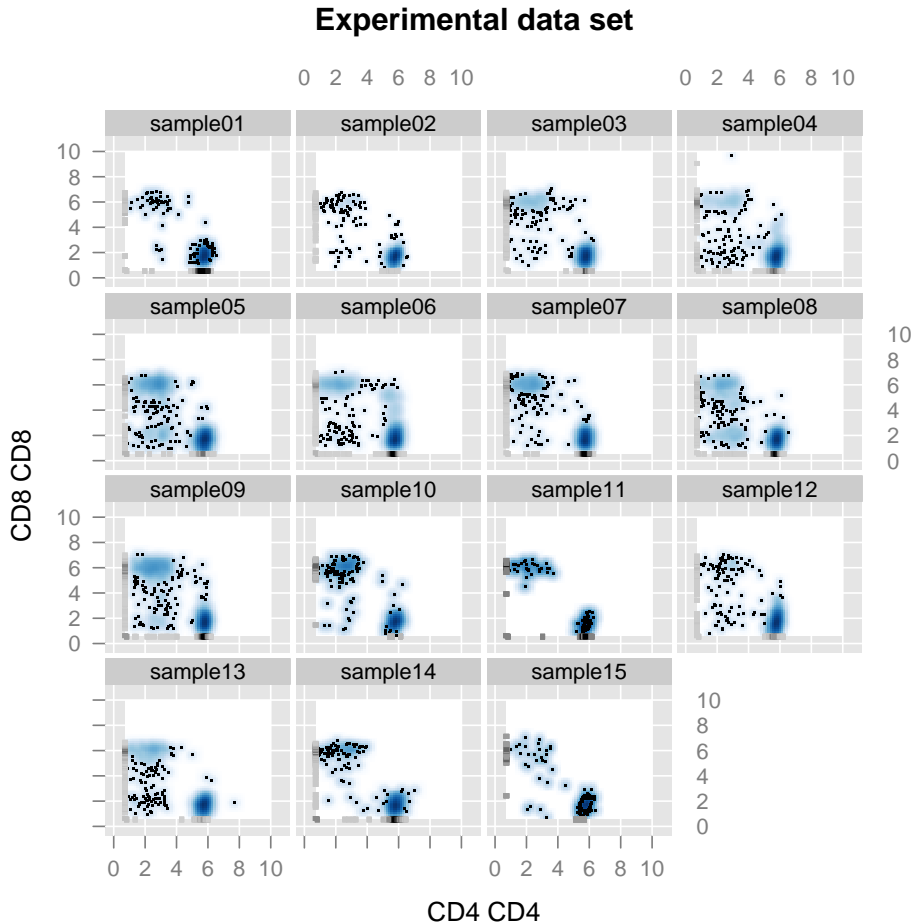 Experimental data set
0 2 4 6 8 10 0 2 4 6 8 10
sample01 sample02 sample03 sample04
10
8
6
4
2
0
sample05 sample06 sample07 sample08
10
8
6
4
2
0
CD8 CD8
sample09 sample10 sample11 sample12
10
8
6
4
2
0
sample13 sample14 sample15
10
8
6
4
2
0
0 2 4 6 8 10 0 2 4 6 8 10
CD4 CD4